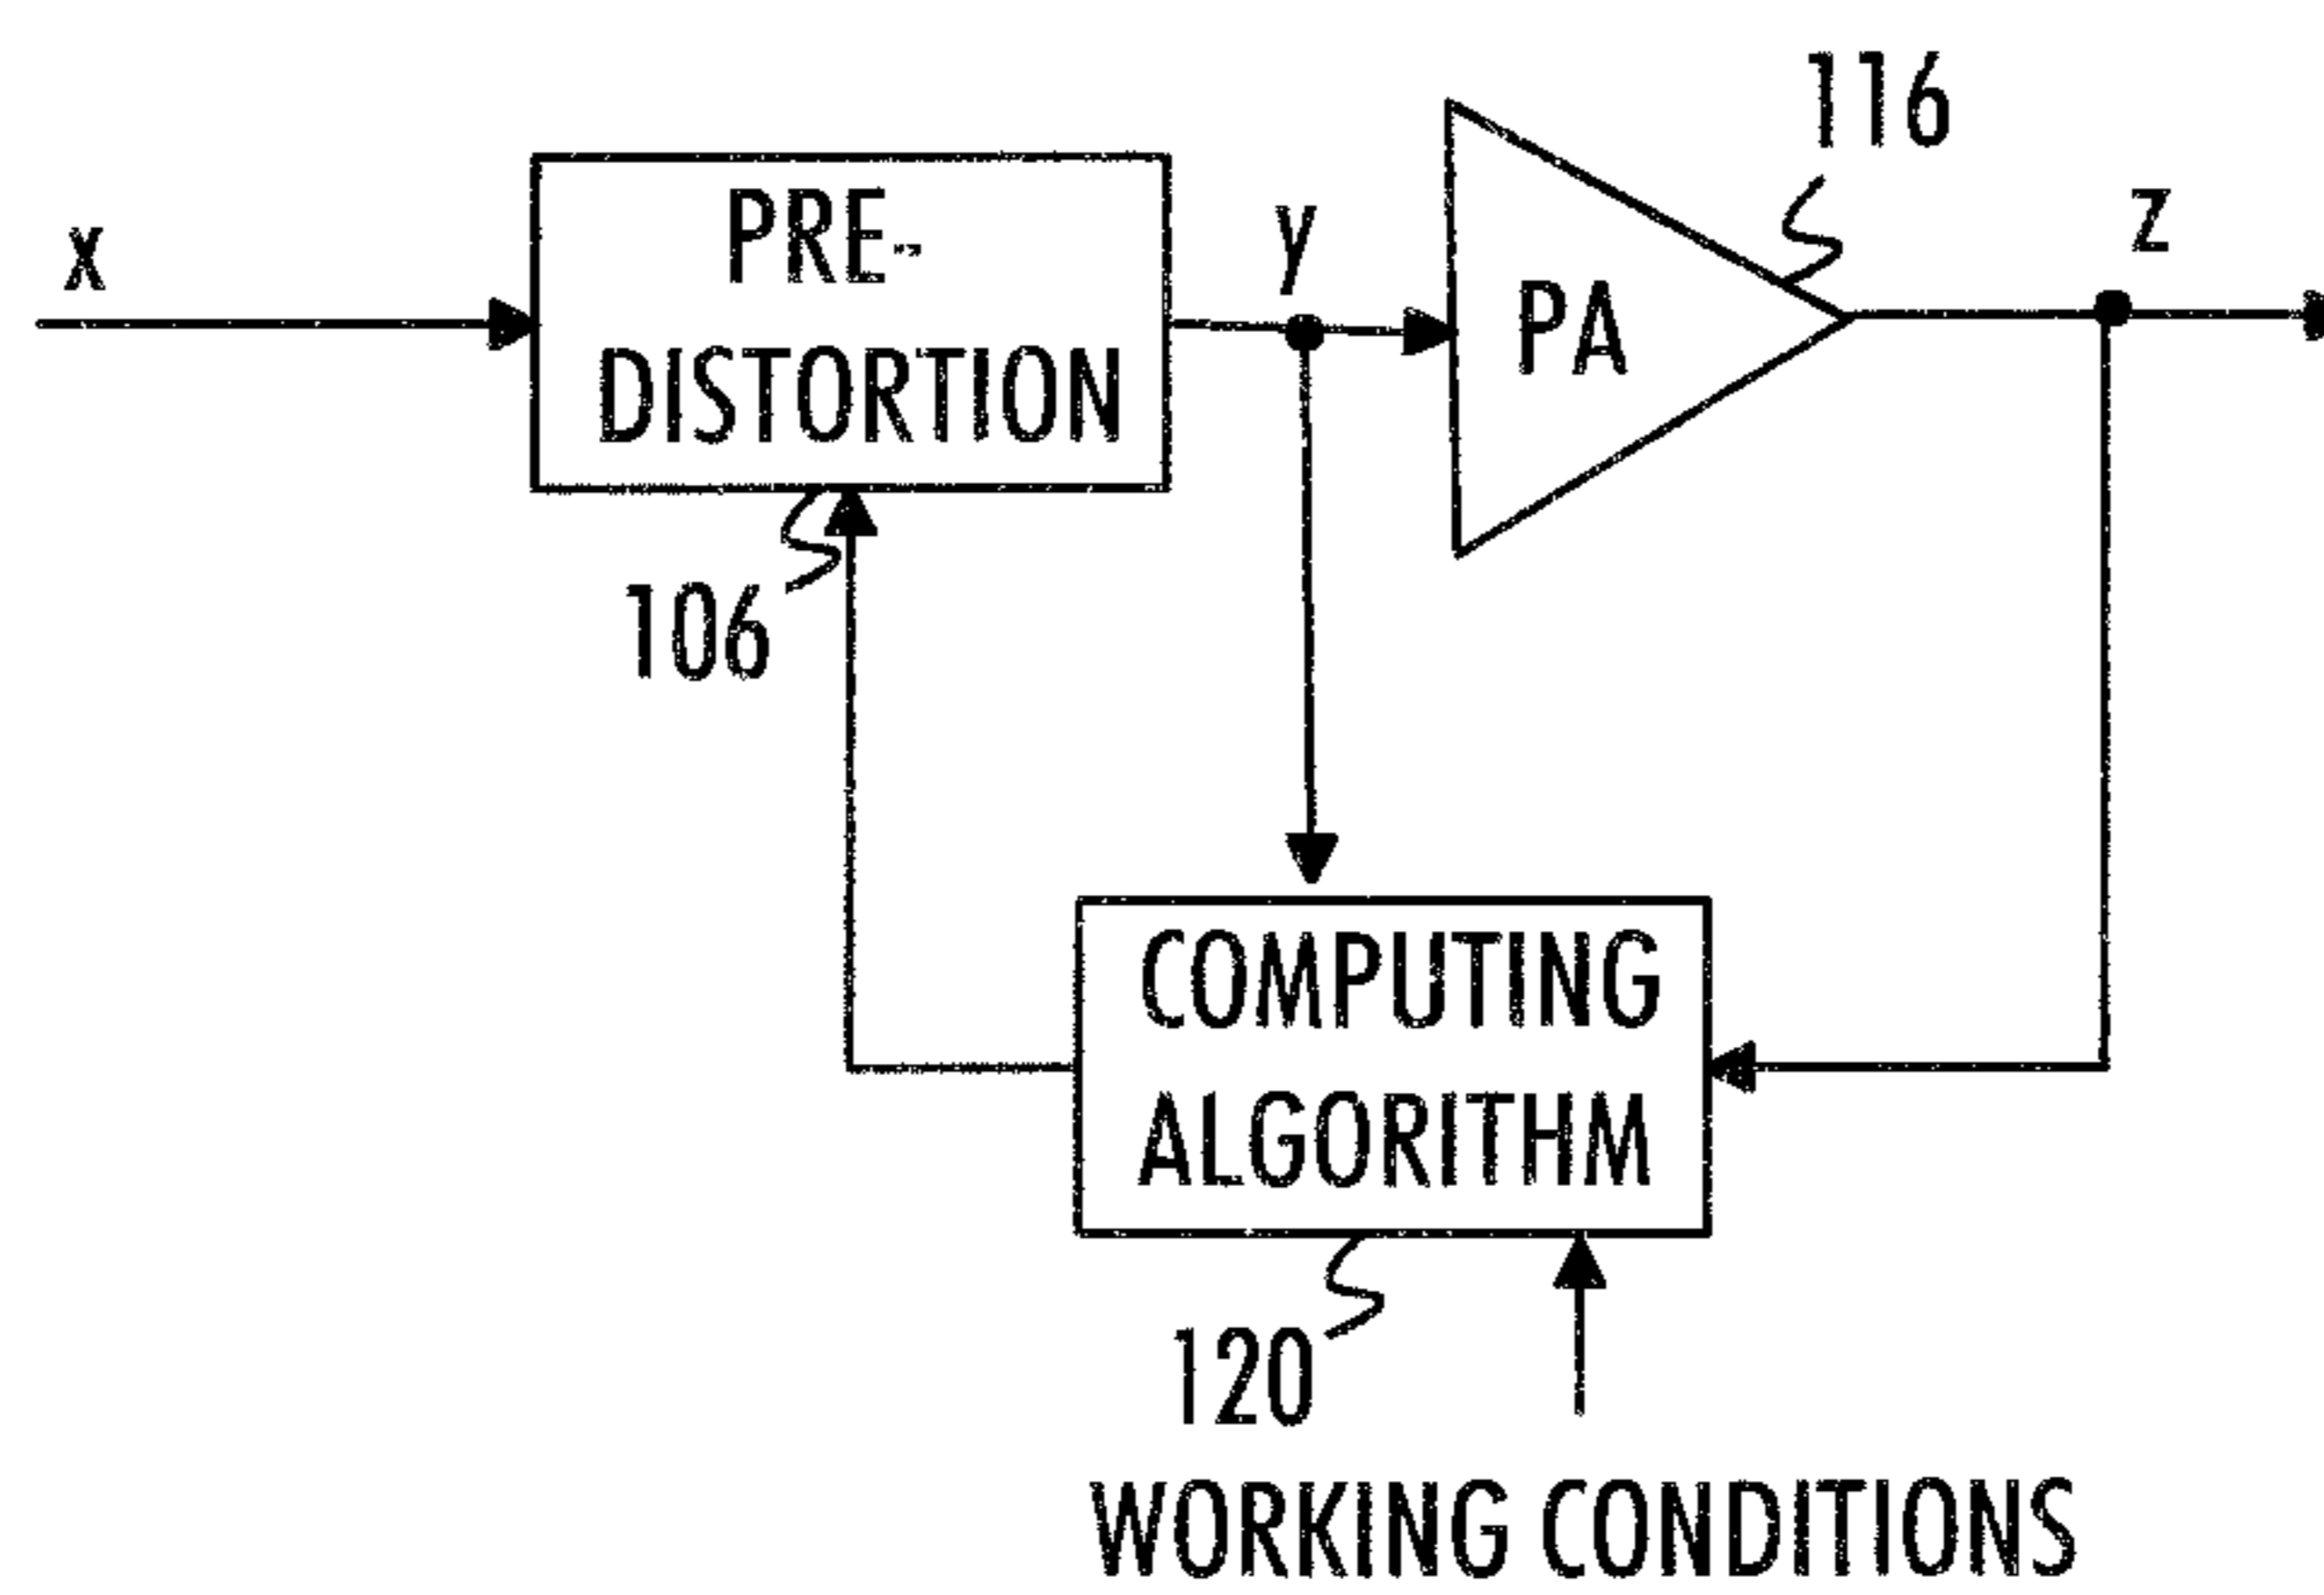 116
x
PRE-
DISTORTION
y
PA
z
106
COMPUTING
ALGORITHM
120
WORKING CONDITIONS